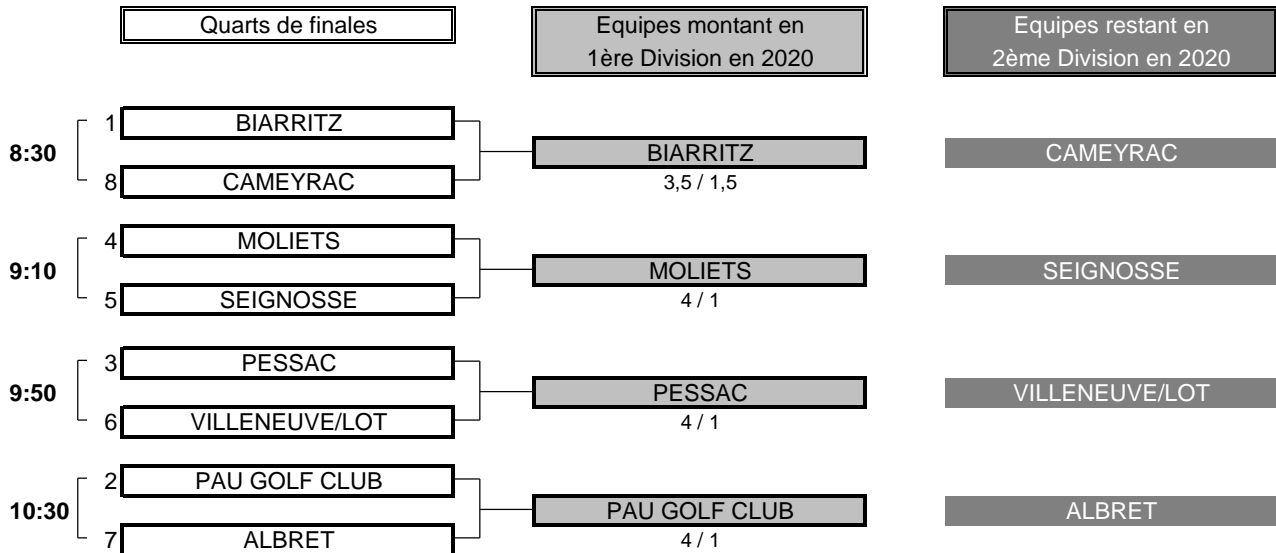 Quarts de finales
Equipes montant en
1ère Division en 2020
Equipes restant en
2ème Division en 2020
8:30
1 BIARRITZ
8 CAMEYRAC
BIARRITZ
3,5 / 1,5
CAMEYRAC
9:10
4 MOLIETS
5 SEIGNOSSE
MOLIETS
4 / 1
SEIGNOSSE
9:50
3 PESSAC
6 VILLENEUVE/LOT
PESSAC
4 / 1
VILLENEUVE/LOT
10:30
2 PAU GOLF CLUB
7 ALBRET
PAU GOLF CLUB
4 / 1
ALBRET